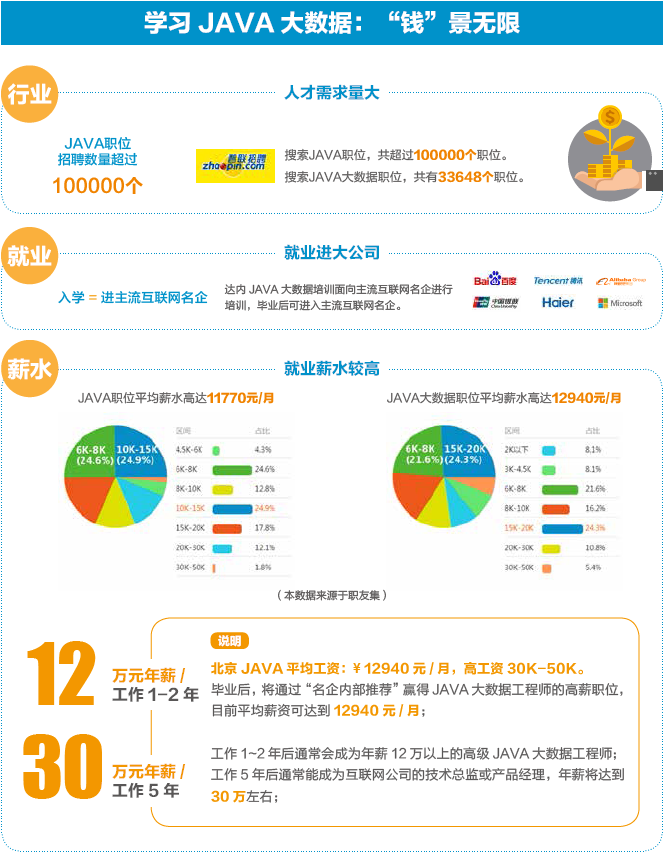 学习 JAVA 大数据：“钱”景无限
行业
人才需求量大
JAVA职位
招聘数量超过
100000个
智联招聘
zhaopin.com
搜索JAVA职位，共超过100000个职位。
搜索JAVA大数据职位，共有33648个职位。
就业
就业进大公司
入学 = 进主流互联网名企
达内 JAVA 大数据培训面向主流互联网名企进行
培训，毕业后可进入主流互联网名企。
Bai 百度
Tencent 腾讯
Alibaba Group
中国银联
Haier
Microsoft
薪水
就业薪水较高
JAVA职位平均薪水高达11770元/月
6K-8K
(24.6%)
10K-15K
(24.9%)
区间 占比
4.5K-6K 4.3%
6K-8K 24.6%
8K-10K 12.8%
10K-15K 24.9%
15K-20K 17.8%
20K-30K 12.1%
30K-50K 1.8%
JAVA大数据职位平均薪水高达12940元/月
6K-8K
(21.6%)
15K-20K
(24.3%)
区间 占比
2K以下 8.1%
3K-4.5K 8.1%
6K-8K 21.6%
8K-10K 16.2%
15K-20K 24.3%
20K-30K 10.8%
30K-50K 5.4%
（本数据来源于职友集）
12
万元年薪 /
工作 1-2 年
30
万元年薪 /
工作 5 年
说明
北京 JAVA 平均工资：¥ 12940 元 / 月，高工资 30K-50K。
毕业后，将通过“名企内部推荐”赢得 JAVA 大数据工程师的高薪职位，
目前平均薪资可达到 12940 元 / 月；
工作 1~2 年后通常会成为年薪 12 万以上的高级 JAVA 大数据工程师；
工作 5 年后通常能成为互联网公司的技术总监或产品经理，年薪将达到
30 万左右；